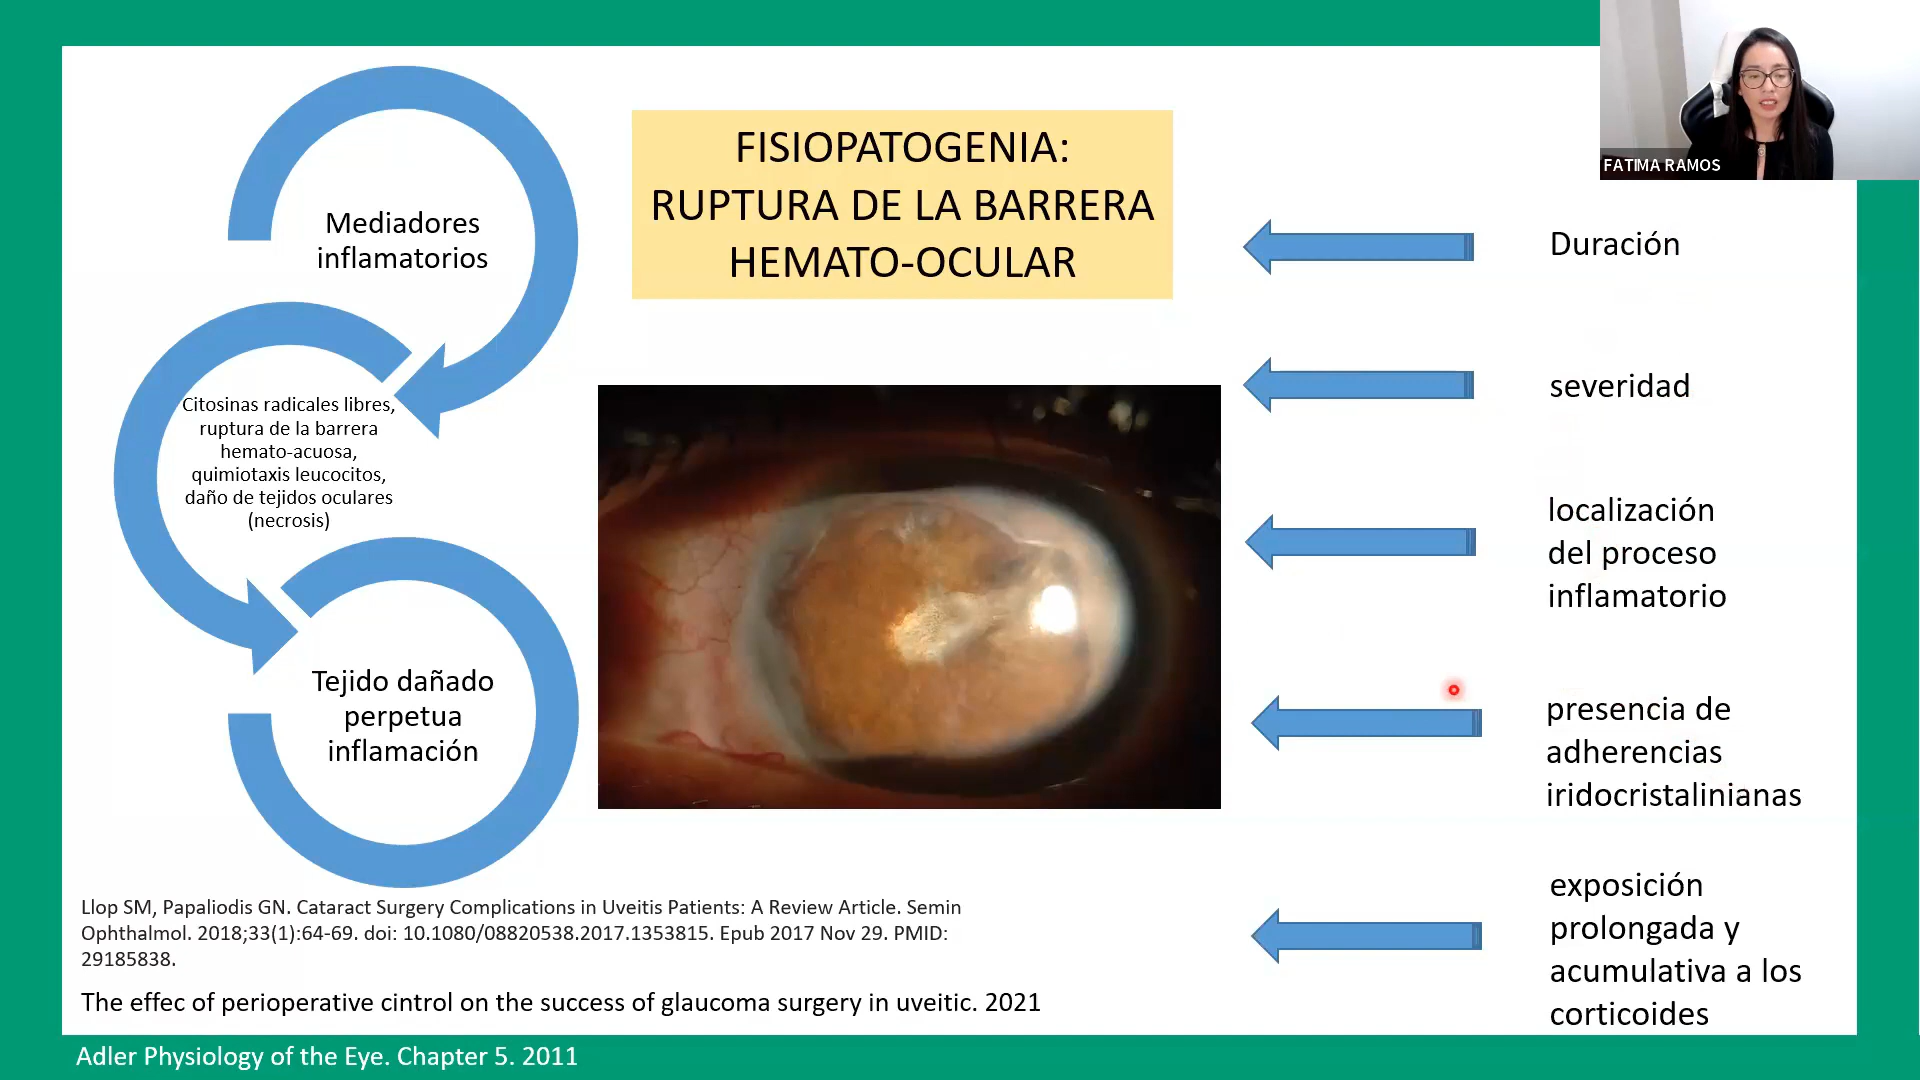 FATIMA RAMOS
FISIOPATOGENIA:
RUPTURA DE LA BARRERA
HEMATO-OCULAR
Mediadores
inflamatorios
Citosinas radicales libres,
ruptura de la barrera
hemato-acuosa,
quimiotaxis leucocitos,
daño de tejidos oculares
(necrosis)
Tejido dañado
perpetua
inflamación
Duración
severidad
localización
del proceso
inflamatorio
presencia de
adherencias
iridocristalinianas
exposición
prolongada y
acumulativa a los
corticoides
Llop SM, Papaliodis GN. Cataract Surgery Complications in Uveitis Patients: A Review Article. Semin
Ophthalmol. 2018;33(1):64-69. doi: 10.1080/08820538.2017.1353815. Epub 2017 Nov 29. PMID:
29185838.
The effec of perioperative cintrol on the success of glaucoma surgery in uveitic. 2021
Adler Physiology of the Eye. Chapter 5. 2011